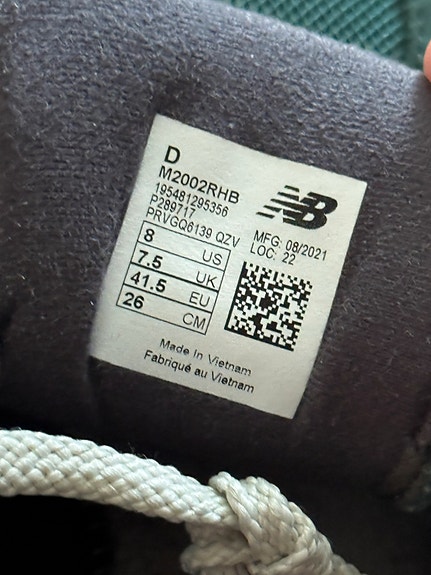 D
M2002RHB
195481295356
P289717
PRVGQ6139 QZV
NB
MFG: 08/2021
LOC: 22
8 US
7.5 UK
41.5 EU
26 CM
Made in Vietnam
Fabriqué au Vietnam